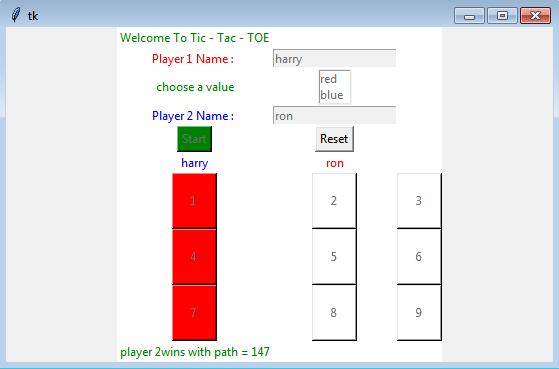 tk
Welcome To Tic - Tac - TOE
Player 1 Name : harry
choose a value red
blue
Player 2 Name : ron
Start Reset
harry ron
1 2 3
4 5 6
7 8 9
player 2wins with path = 147